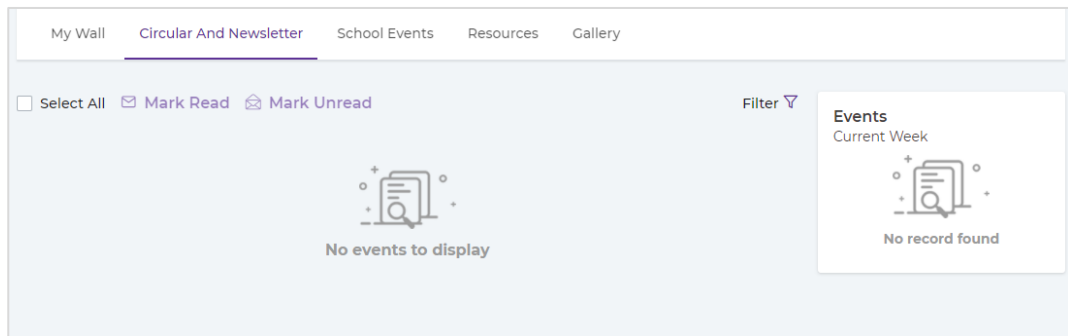 My Wall Circular And Newsletter School Events Resources Gallery
Select All Mark Read Mark Unread Filter
Events
Current Week
No events to display
No record found